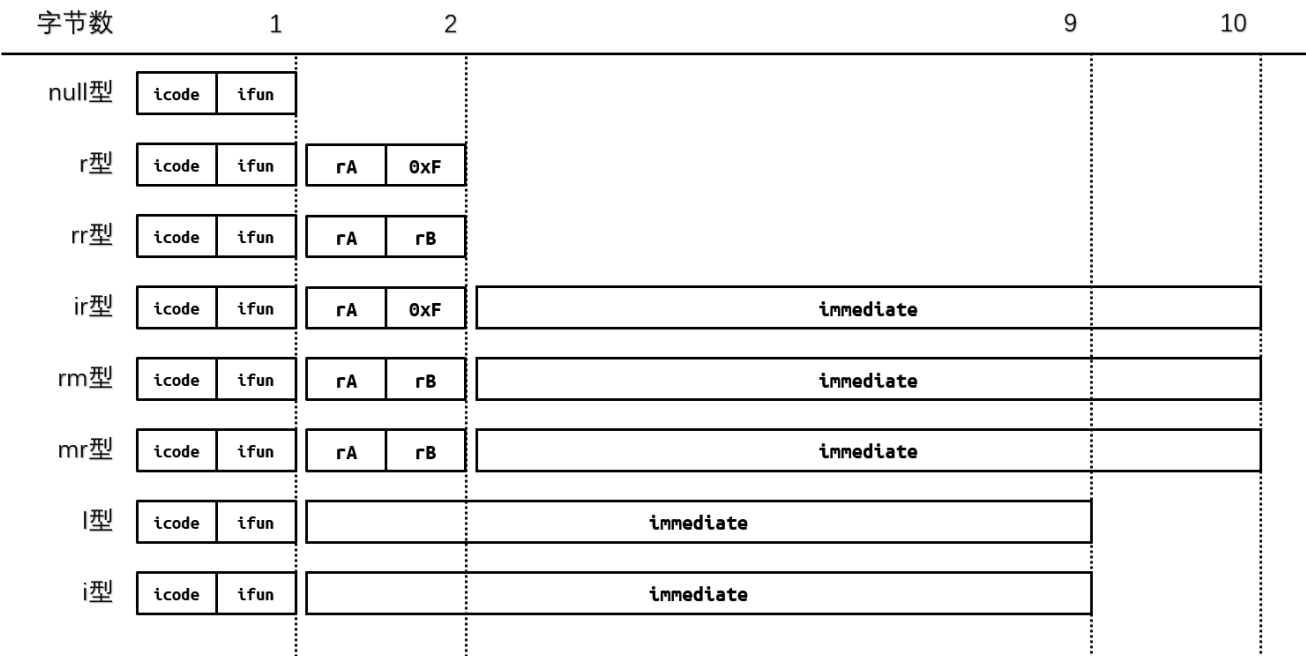 字节数 1 2 9 10
null型 icode ifun
r型 icode ifun rA 0xF
rr型 icode ifun rA rB
ir型 icode ifun rA 0xF immediate
rm型 icode ifun rA rB immediate
mr型 icode ifun rA rB immediate
l型 icode ifun immediate
i型 icode ifun immediate